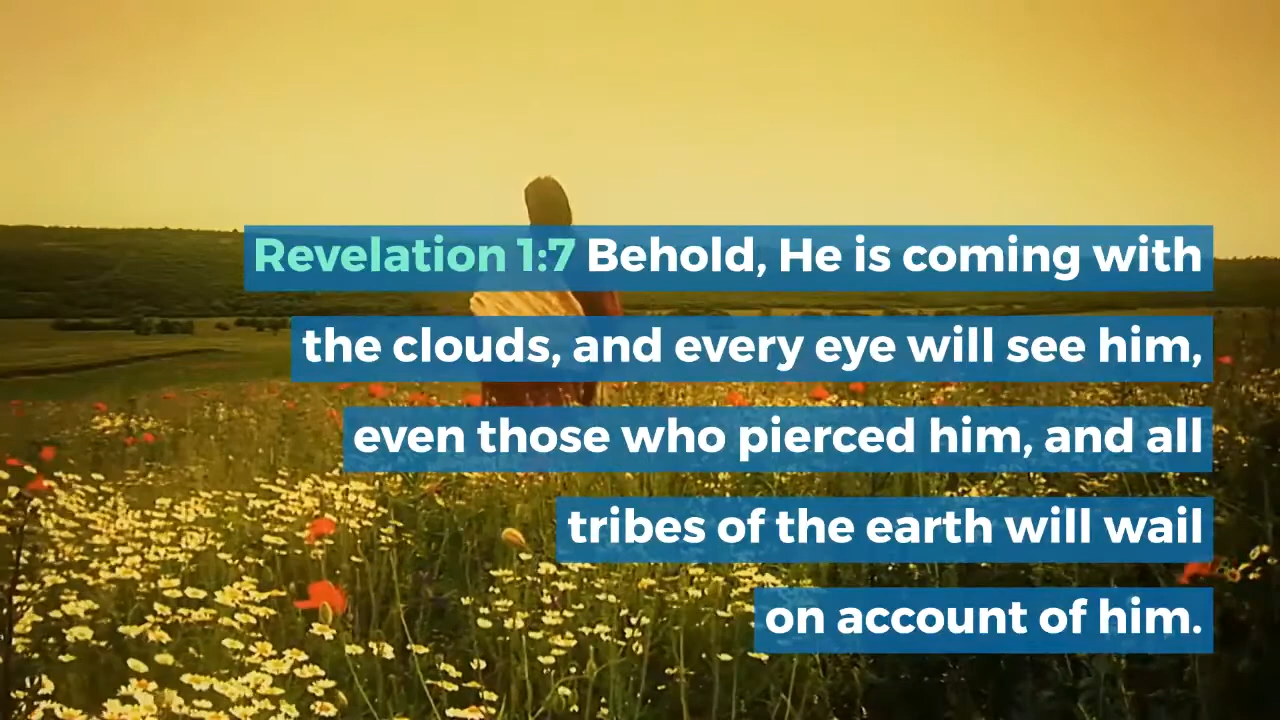 Revelation 1:7 Behold, He is coming with
the clouds, and every eye will see him,
even those who pierced him, and all
tribes of the earth will wail
on account of him.